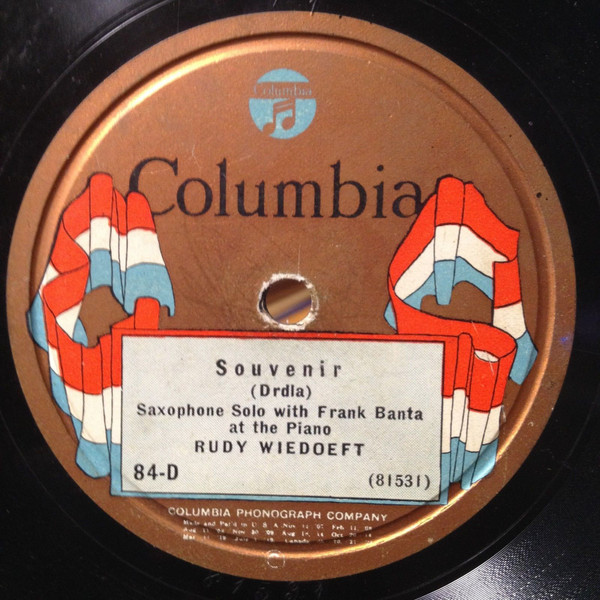 Columbia
Columbia
Souvenir
(Drdla)
Saxophone Solo with Frank Banta
at the Piano
RUDY WIEDOEFT
84-D (81531)
COLUMBIA PHONOGRAPH COMPANY